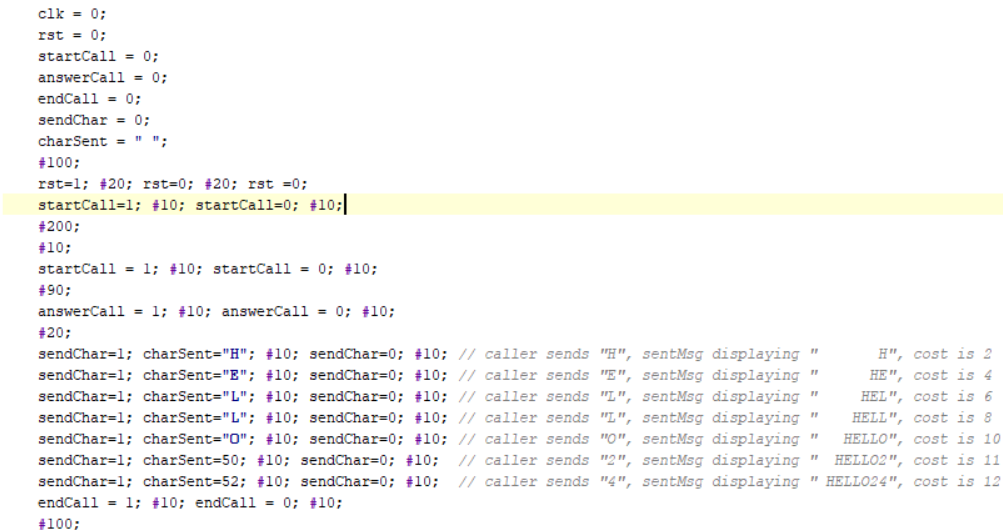 clk = 0;
rst = 0;
startCall = 0;
answerCall = 0;
endCall = 0;
sendChar = 0;
charSent = " ";
#100;
rst=1; #20; rst=0; #20; rst =0;
startCall=1; #10; startCall=0; #10;
#200;
#10;
startCall = 1; #10; startCall = 0; #10;
#90;
answerCall = 1; #10; answerCall = 0; #10;
#20;
sendChar=1; charSent="H"; #10; sendChar=0; #10; // caller sends "H", sentMsg displaying "       H", cost is 2
sendChar=1; charSent="E"; #10; sendChar=0; #10; // caller sends "E", sentMsg displaying "      HE", cost is 4
sendChar=1; charSent="L"; #10; sendChar=0; #10; // caller sends "L", sentMsg displaying "     HEL", cost is 6
sendChar=1; charSent="L"; #10; sendChar=0; #10; // caller sends "L", sentMsg displaying "    HELL", cost is 8
sendChar=1; charSent="O"; #10; sendChar=0; #10; // caller sends "O", sentMsg displaying "   HELLO", cost is 10
sendChar=1; charSent=50; #10; sendChar=0; #10;  // caller sends "2", sentMsg displaying "  HELLO2", cost is 11
sendChar=1; charSent=52; #10; sendChar=0; #10;  // caller sends "4", sentMsg displaying " HELLO24", cost is 12
endCall = 1; #10; endCall = 0; #10;
#100;